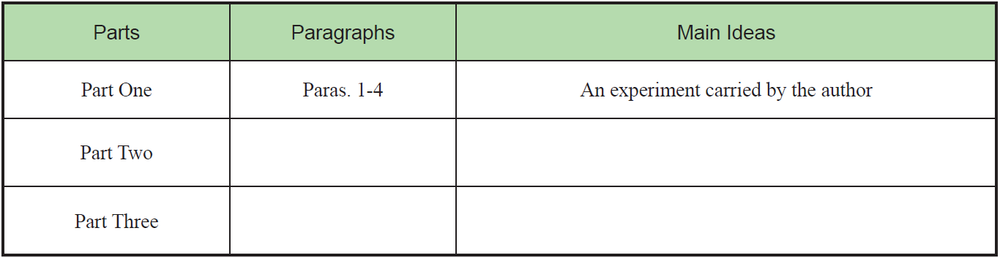 Parts Paragraphs Main Ideas
Part One Paras. 1-4 An experiment carried by the author
Part Two
Part Three